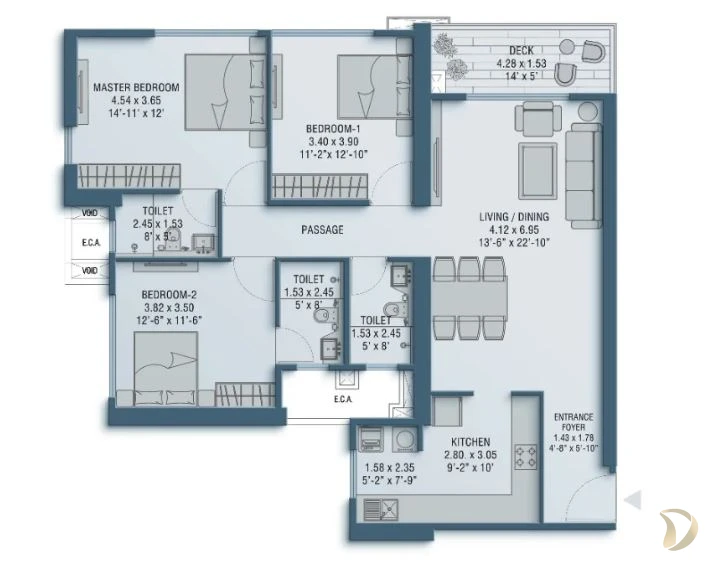 DECK
4.28 x 1.53
14' x 5'
MASTER BEDROOM
4.54 x 3.65
14'-11' x 12'
BEDROOM-1
3.40 x 3.90
11'-2" x 12'-10"
VOID
E.C.A.
VOID
TOILET
2.45 x 1.53
8' x 5'
PASSAGE
LIVING / DINING
4.12 x 6.95
13'-6" x 22'-10"
BEDROOM-2
3.82 x 3.50
12'-6" x 11'-6"
TOILET
1.53 x 2.45
5' x 8'
TOILET
1.53 x 2.45
5' x 8'
E.C.A.
1.58 x 2.35
5'-2" x 7'-9"
KITCHEN
2.80. x 3.05
9'-2" x 10'
ENTRANCE
FOYER
1.43 x 1.78
4'-8" x 5'-10"